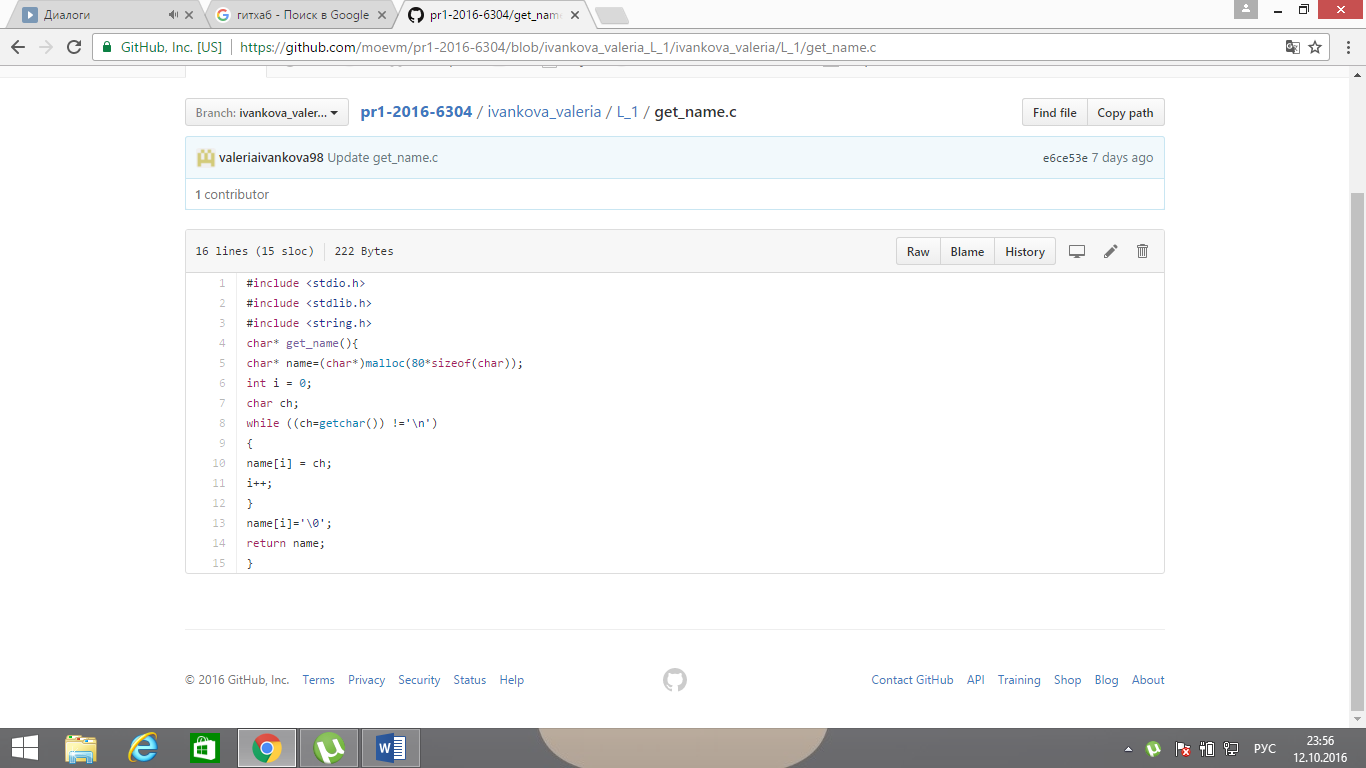 Диалоги
гитхаб - Поиск в Google
pr1-2016-6304/get_nam
GitHub, Inc. [US] https://github.com/moevm/pr1-2016-6304/blob/ivankova_valeria_L_1/ivankova_valeria/L_1/get_name.c
Branch: ivankova_valer... pr1-2016-6304 / ivankova_valeria / L_1 / get_name.c Find file Copy path
valeriaivankova98 Update get_name.c e6ce53e 7 days ago
1 contributor
16 lines (15 sloc) 222 Bytes Raw Blame History
1 #include <stdio.h>
2 #include <stdlib.h>
3 #include <string.h>
4 char* get_name(){
5 char* name=(char*)malloc(80*sizeof(char));
6 int i = 0;
7 char ch;
8 while ((ch=getchar()) !='\n')
9 {
10 name[i] = ch;
11 i++;
12 }
13 name[i]='\0';
14 return name;
15 }
© 2016 GitHub, Inc. Terms Privacy Security Status Help Contact GitHub API Training Shop Blog About
РУС
23:56
12.10.2016